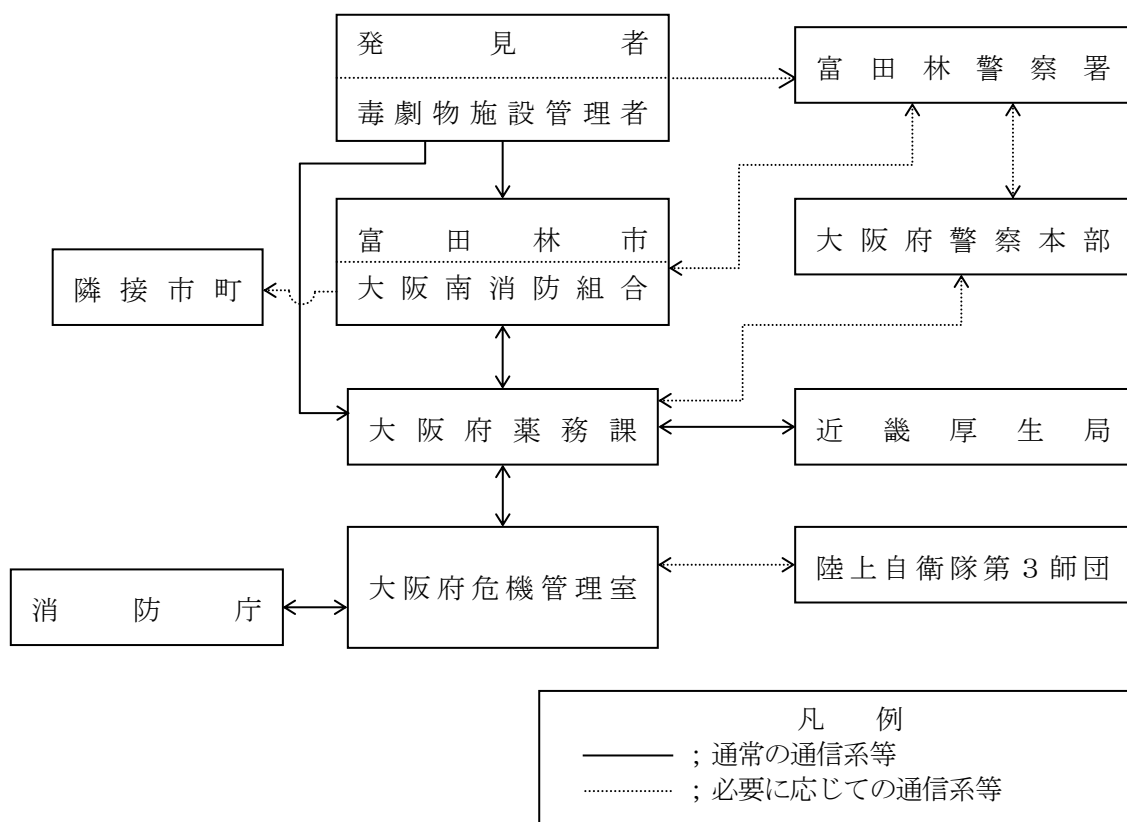 発見者
毒劇物施設管理者
富田林警察署
富田林市
大阪南消防組合
大阪府警察本部
隣接市町
大阪府薬務課
近畿厚生局
大阪府危機管理室
陸上自衛隊第３師団
消防庁
凡例
；通常の通信系等
；必要に応じての通信系等